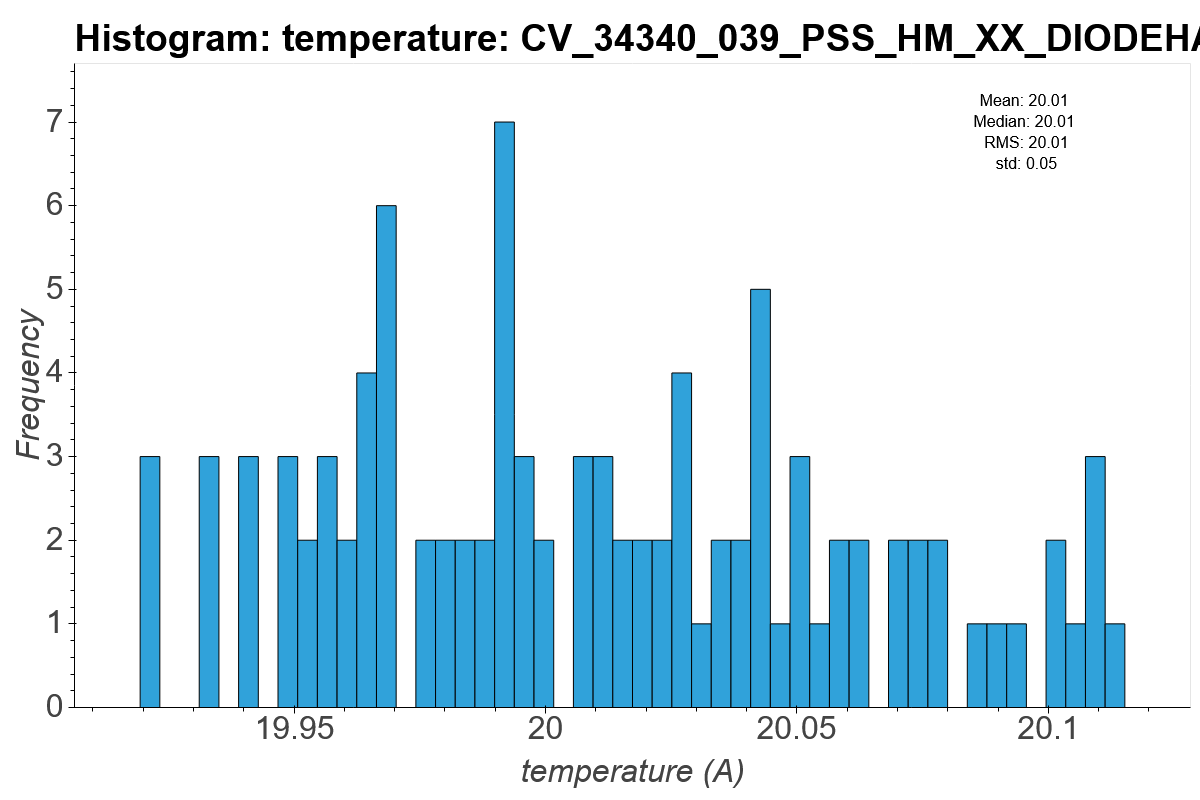 Histogram: temperature: CV_34340_039_PSS_HM_XX_DIODEHA
Mean: 20.01
Median: 20.01
RMS: 20.01
std: 0.05
Frequency
7
6
5
4
3
2
1
0
19.95 20 20.05 20.1
temperature (A)